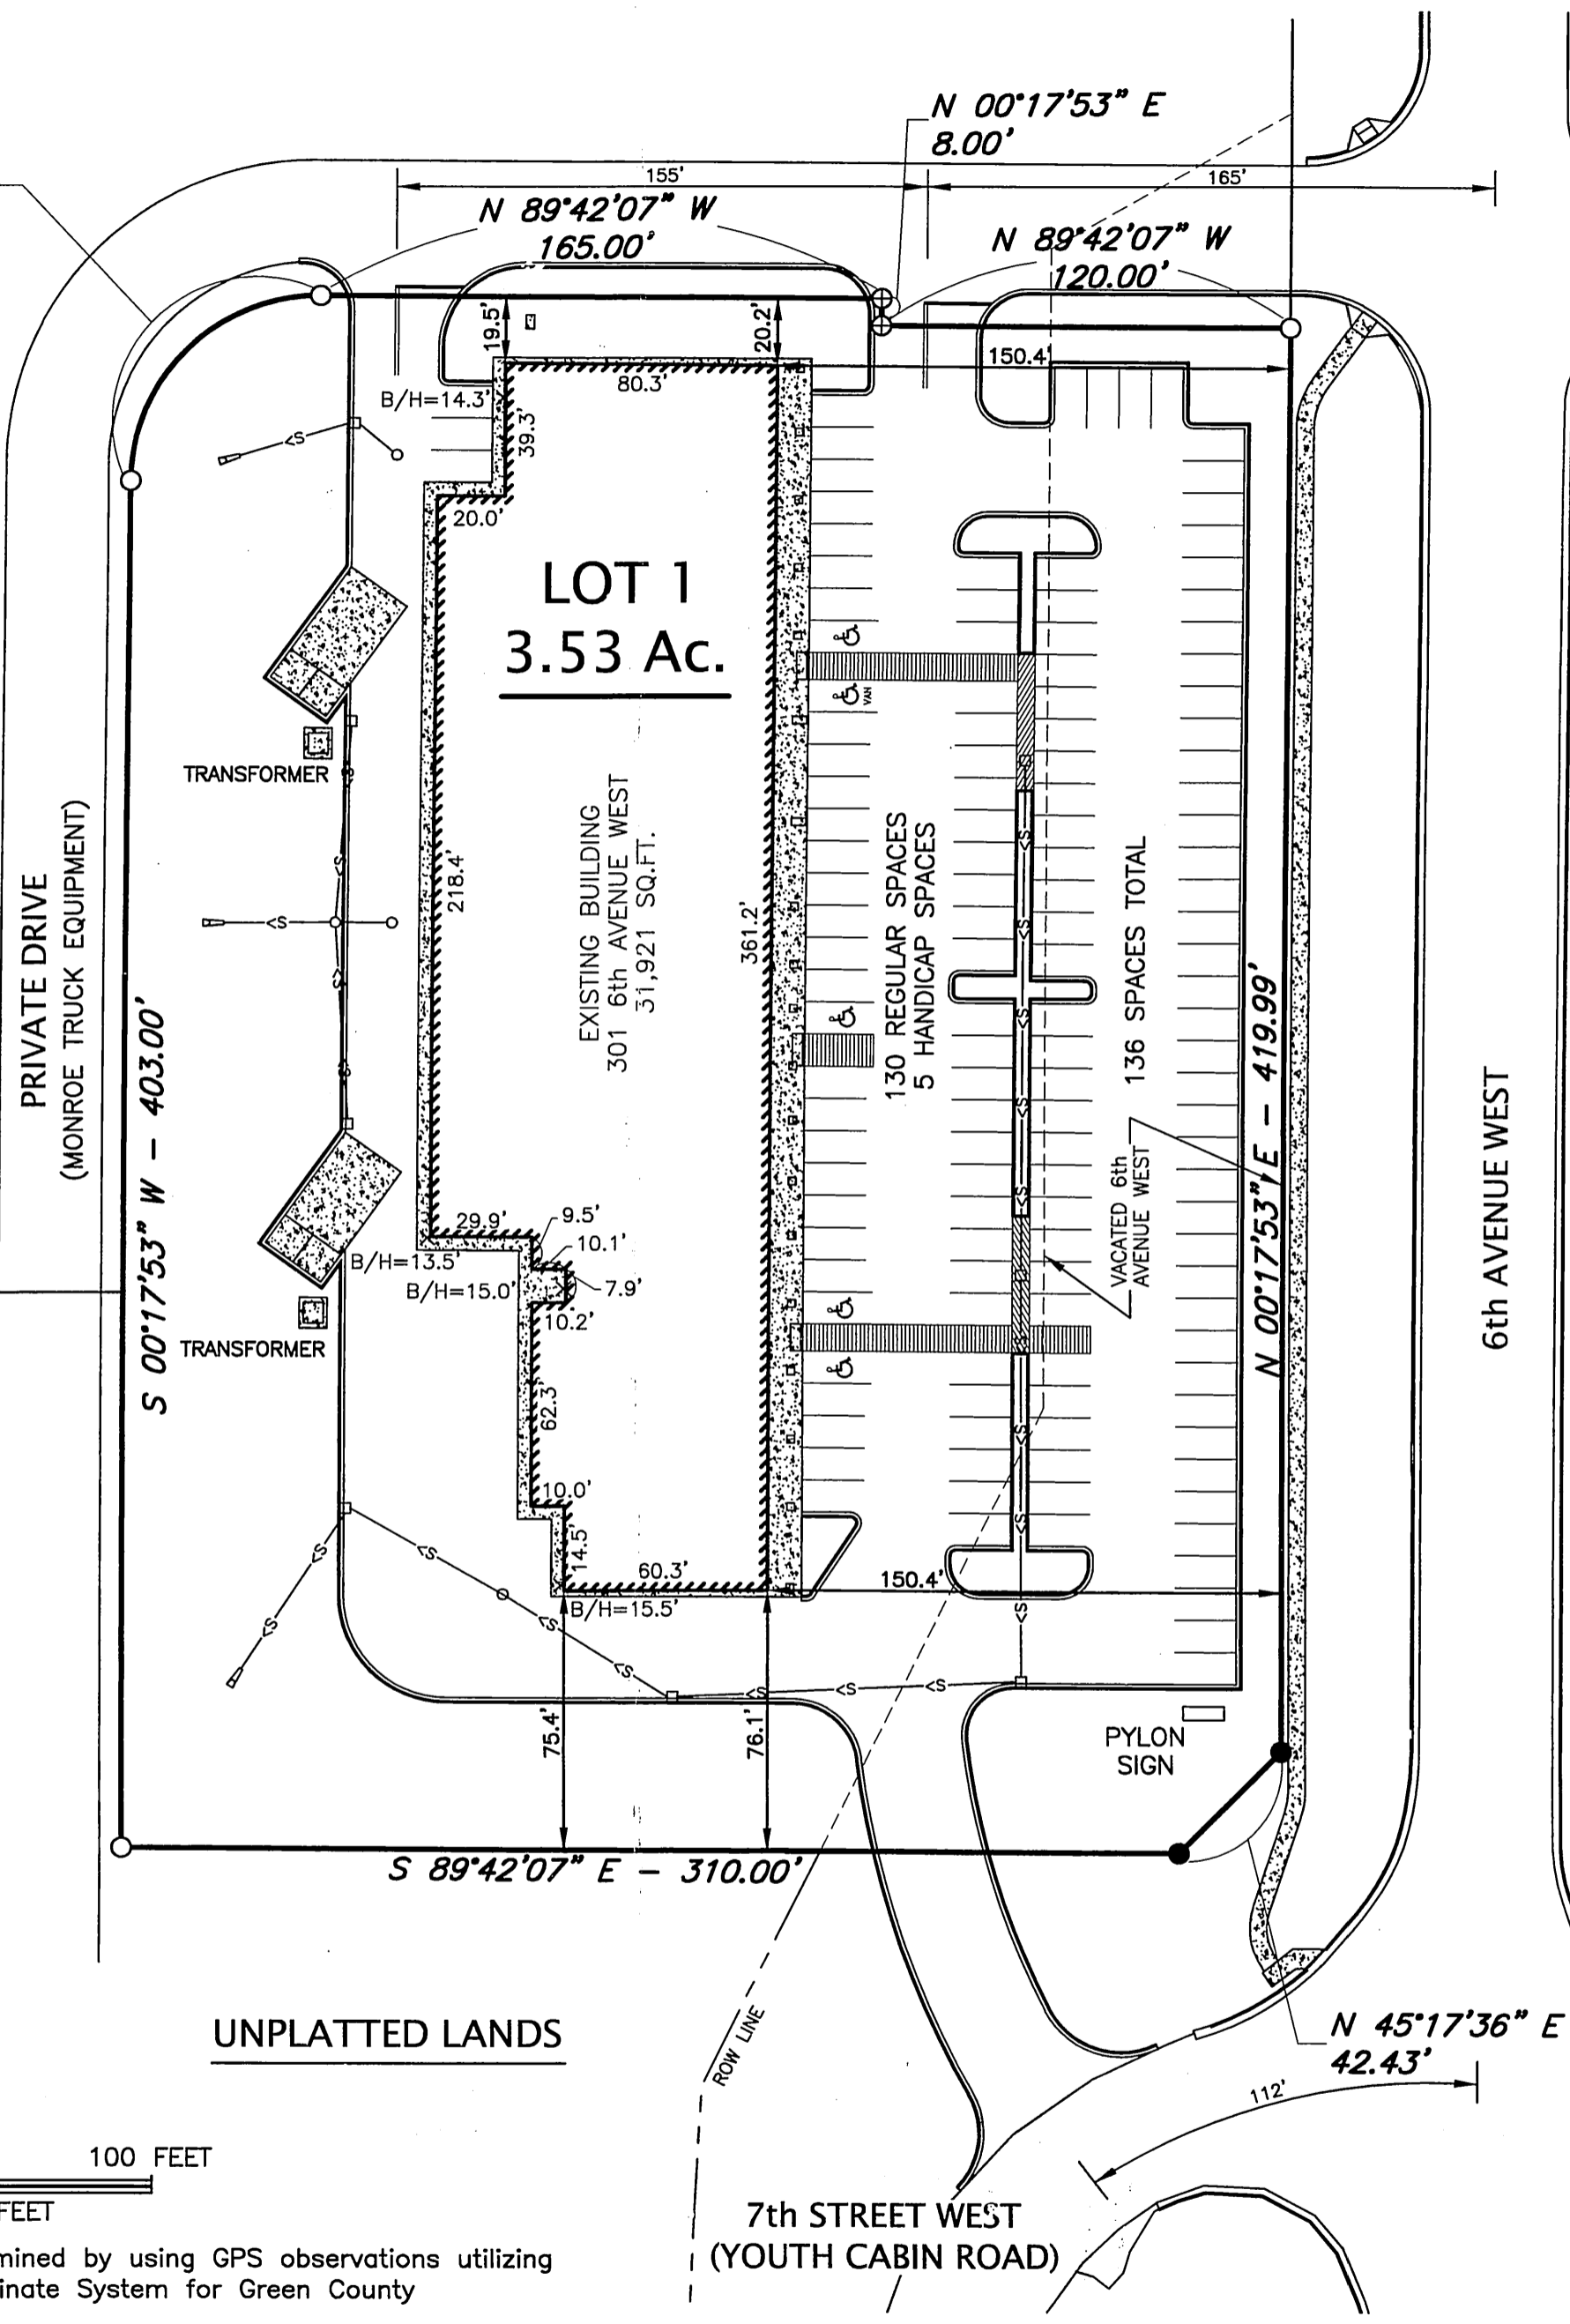 N 00°17'53" E
8.00'
155'
165'
N 89°42'07" W
165.00'
N 89°42'07" W
120.00'
19.5'
20.2'
150.4'
80.3'
B/H=14.3'
39.3'
<S
20.0'
LOT 1
3.53 Ac.
VAN
TRANSFORMER
<S
PRIVATE DRIVE
(MONROE TRUCK EQUIPMENT)
S 00°17'53" W – 403.00'
218.4'
EXISTING BUILDING
301 6th AVENUE WEST
31,921 SQ.FT.
361.2'
130 REGULAR SPACES
5 HANDICAP SPACES
136 SPACES TOTAL
<S
<S
<S
<S
<S
<S
<S
<S
<S
VACATED 6th
AVENUE WEST
N 00°17'53" E – 419.99'
6th AVENUE WEST
29.9'
9.5'
10.1'
B/H=13.5'
B/H=15.0'
7.9'
10.2'
TRANSFORMER
62.3'
10.0'
14.5'
60.3'
150.4'
B/H=15.5'
<S
<S
<S
<S
<S
<S
<S
<S
<S
<S
<S
75.4'
76.1'
PYLON
SIGN
S 89°42'07" E – 310.00'
UNPLATTED LANDS
ROW LINE
N 45°17'36" E
42.43'
112'
100 FEET
FEET
7th STREET WEST
(YOUTH CABIN ROAD)
mined by using GPS observations utilizing
inate System for Green County